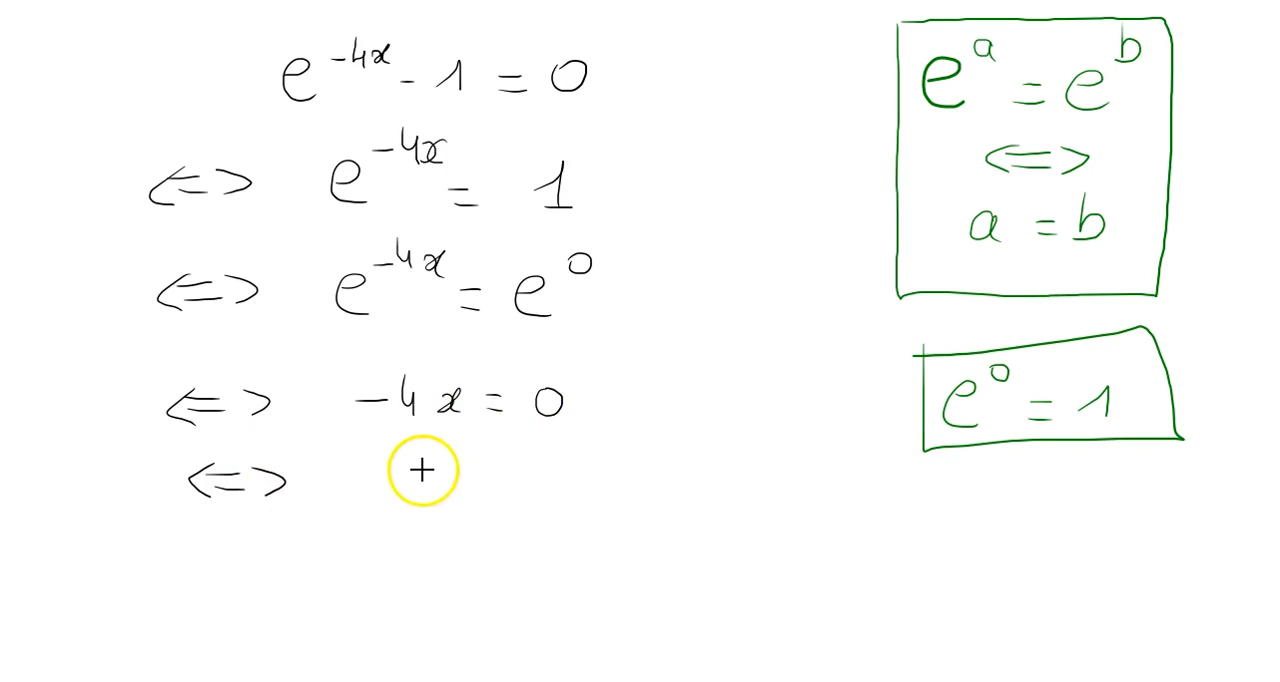 e^{-4x} - 1 = 0
⇔ e^{-4x} = 1
⇔ e^{-4x} = e^0
⇔ -4x = 0
⇔
e^a = e^b
⇔
a = b
e^0 = 1